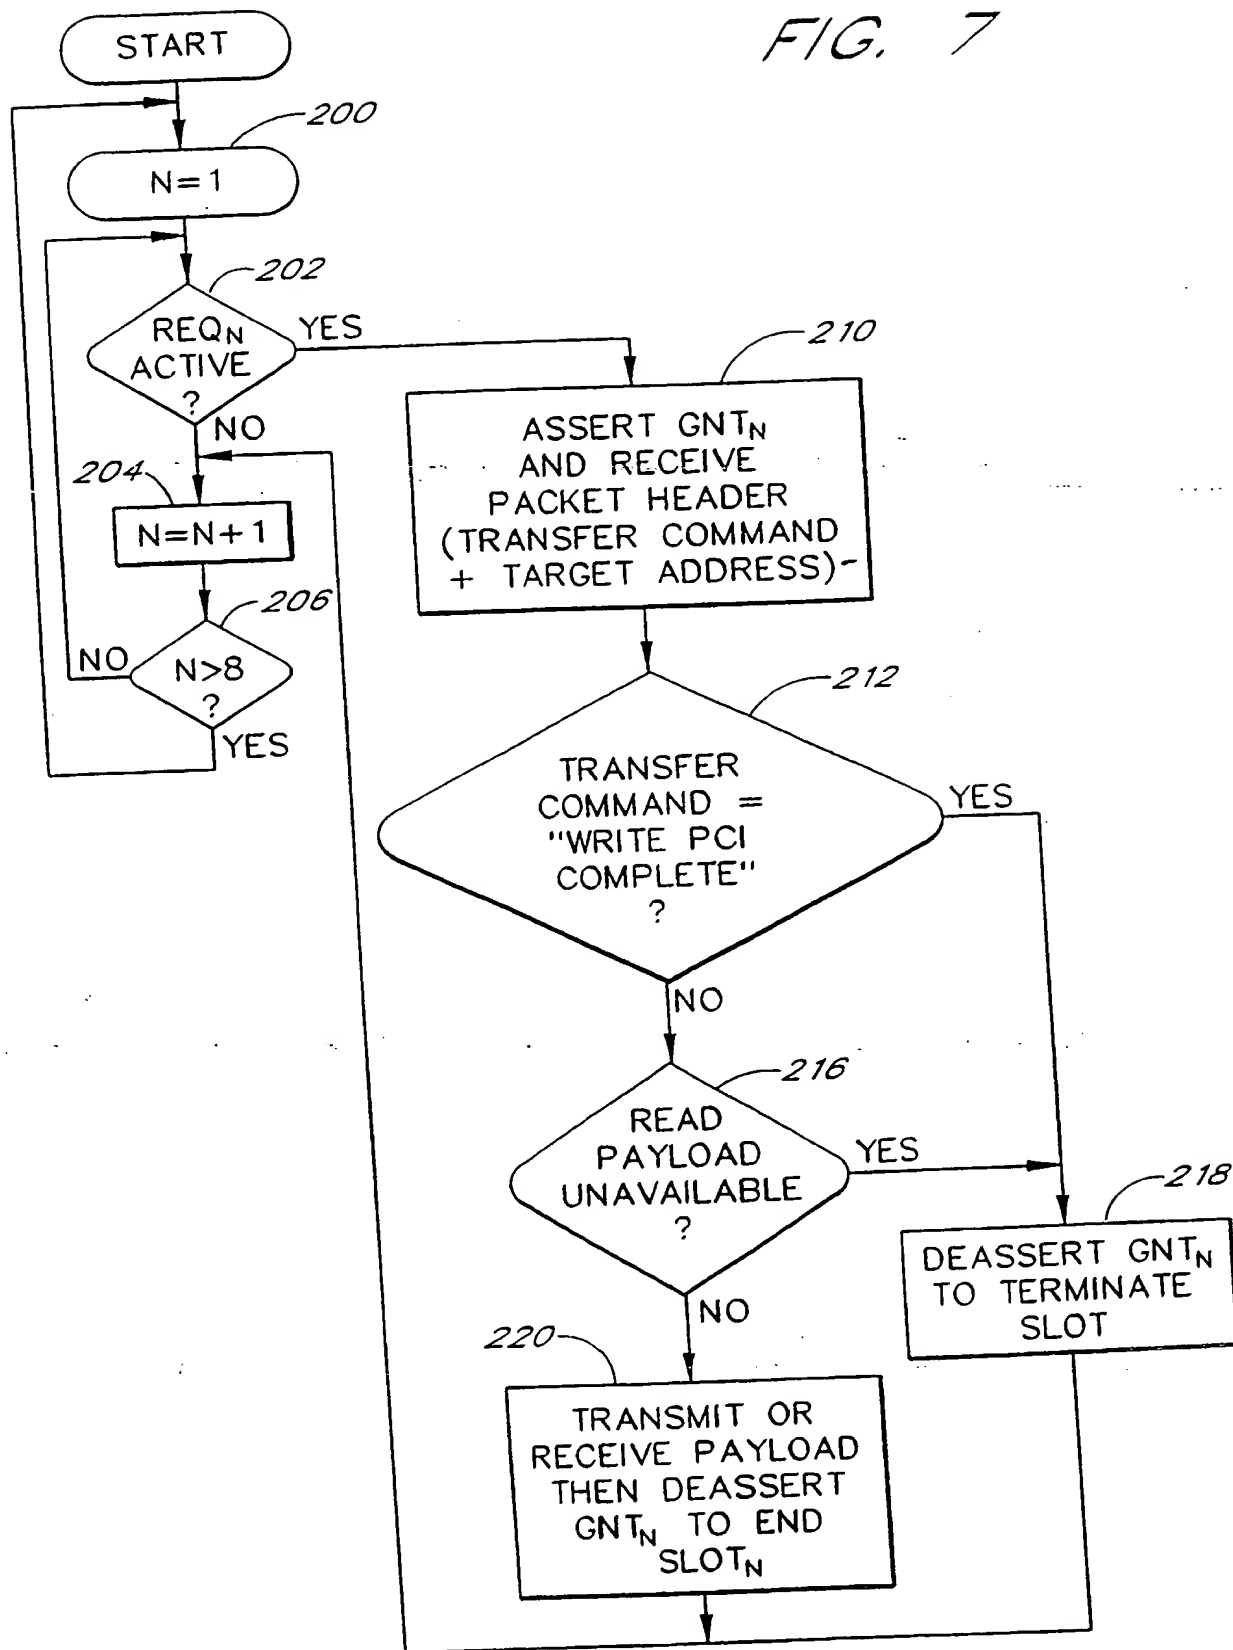 FIG. 7
START
200
N=1
202
REQN
ACTIVE
?
YES
NO
204
N=N+1
206
N>8
?
NO
YES
210
ASSERT GNTN
AND RECEIVE
PACKET HEADER
(TRANSFER COMMAND
+ TARGET ADDRESS)-
212
TRANSFER
COMMAND =
"WRITE PCI
COMPLETE"
?
YES
NO
216
READ
PAYLOAD
UNAVAILABLE
?
YES
NO
218
DEASSERT GNTN
TO TERMINATE
SLOT
220
TRANSMIT OR
RECEIVE PAYLOAD
THEN DEASSERT
GNTN TO END
SLOTN